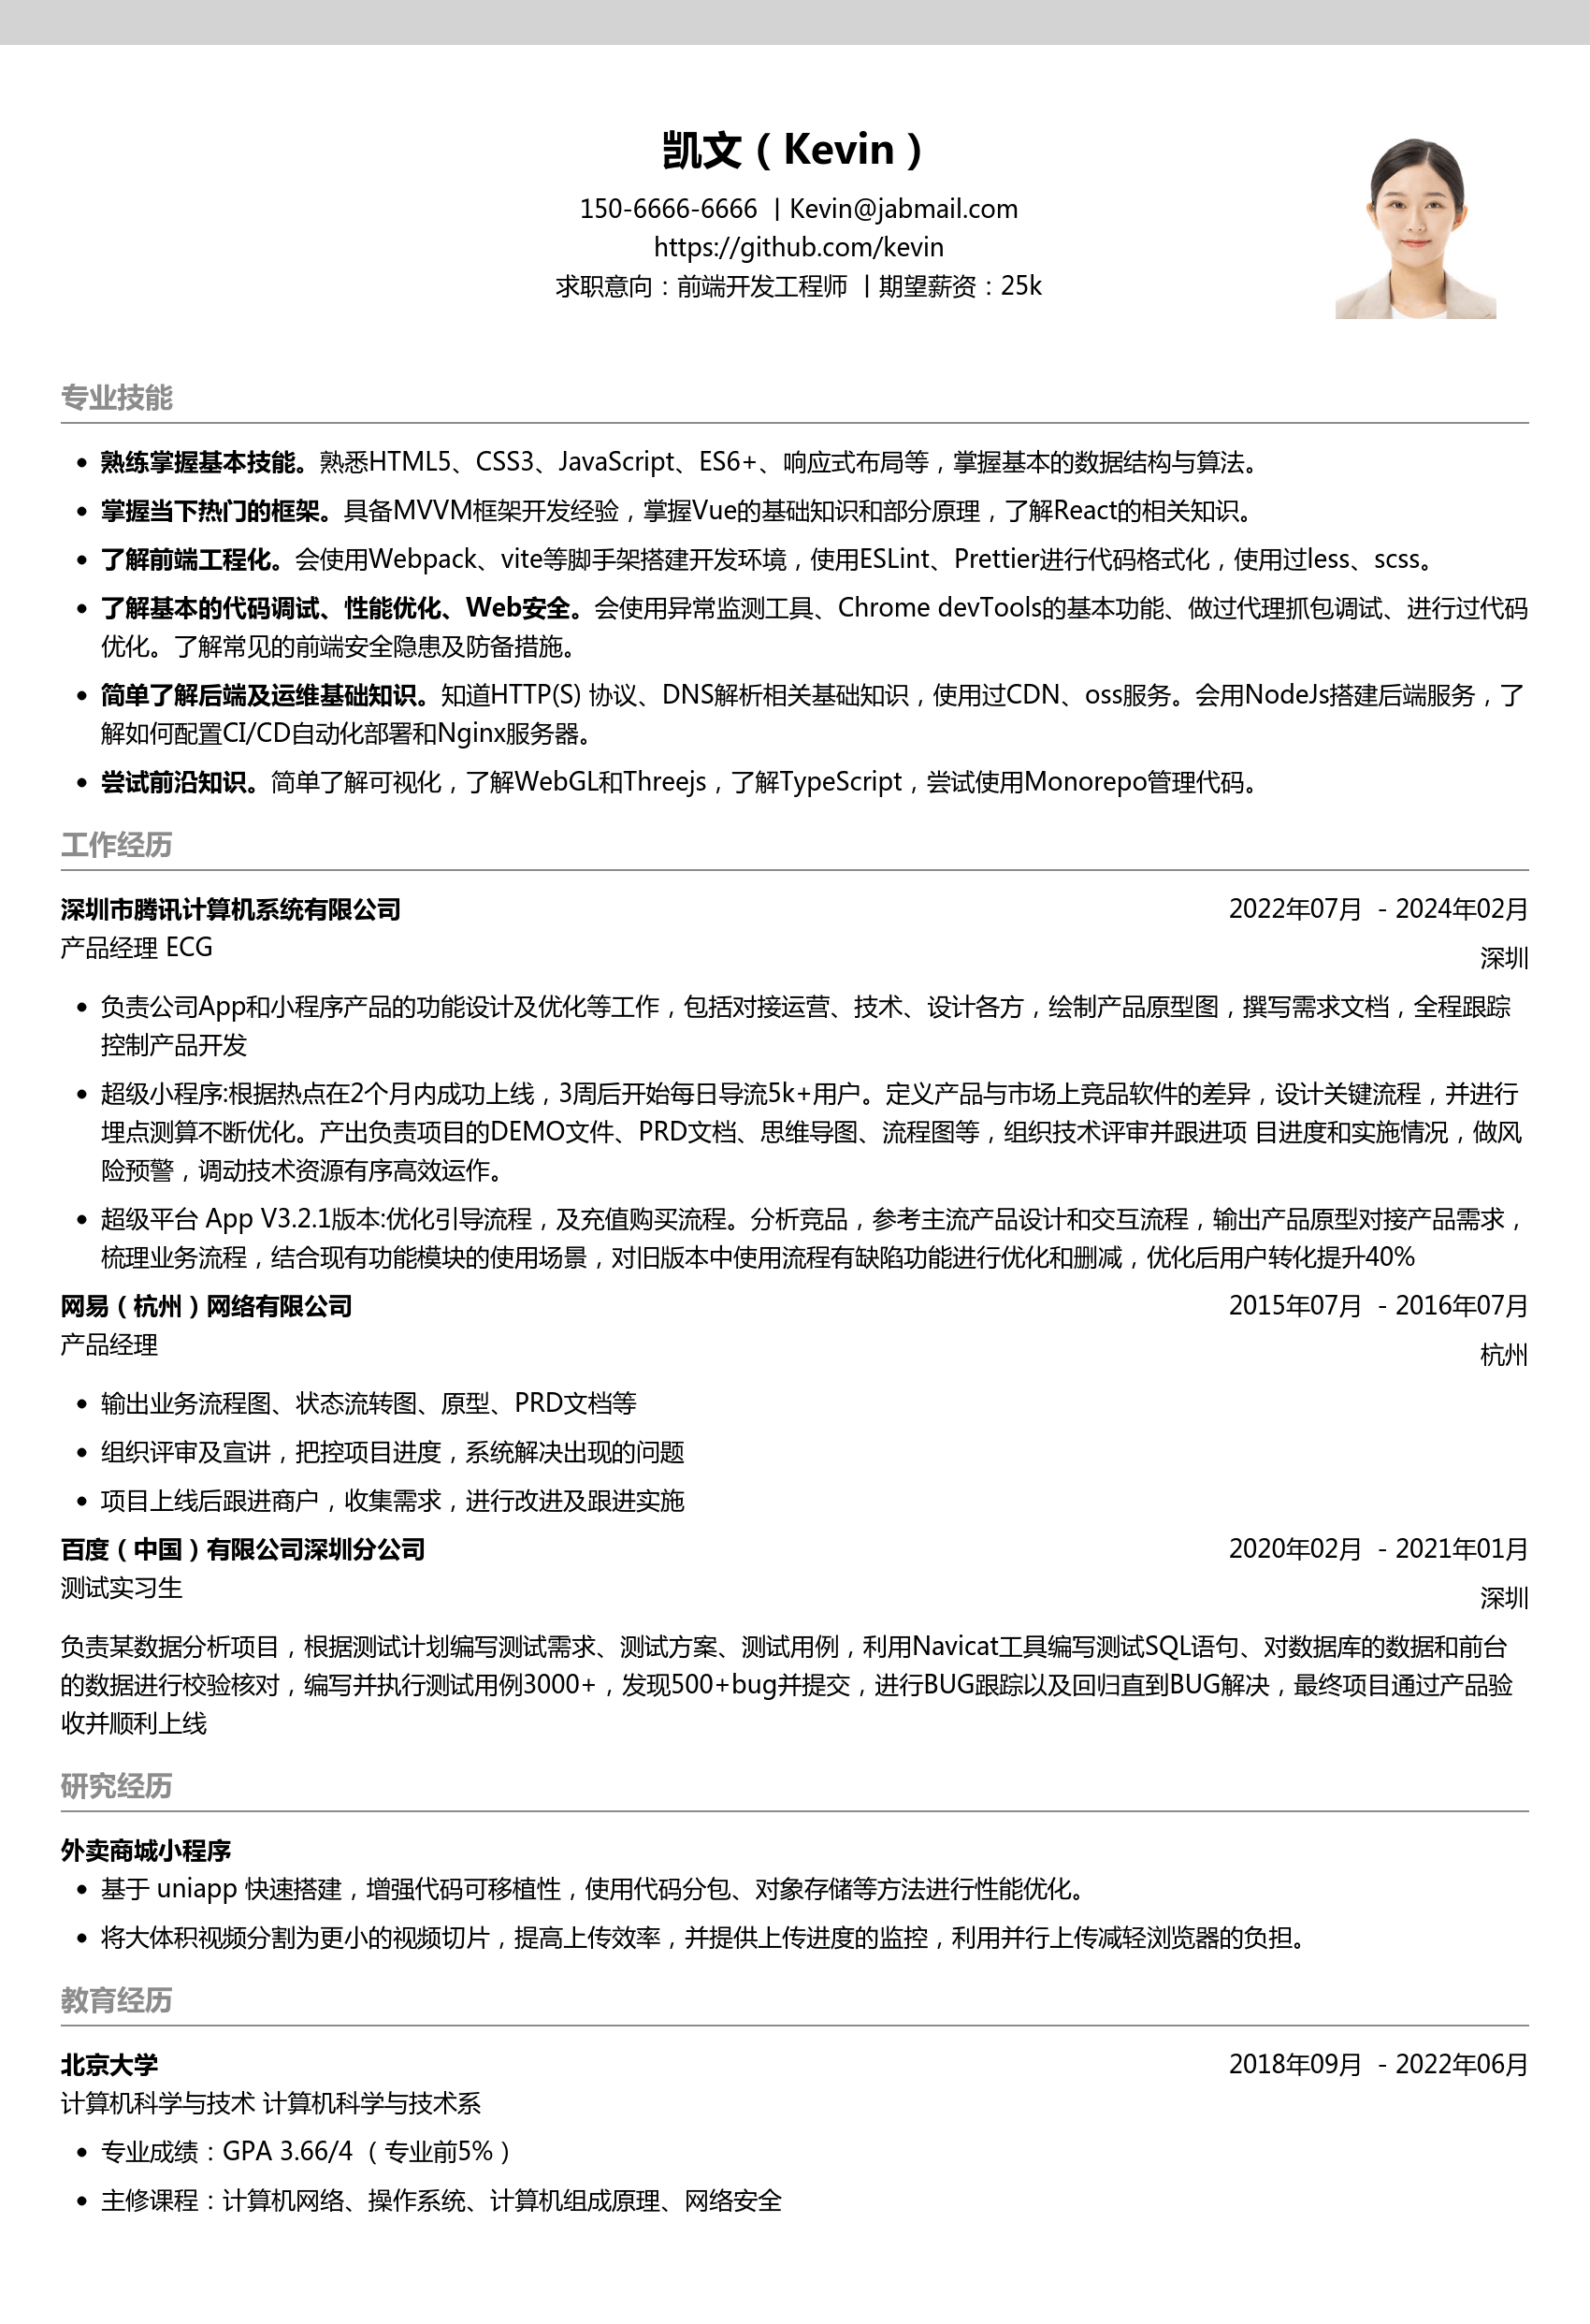 凯文（Kevin）
150-6666-6666 | Kevin@jabmail.com
https://github.com/kevin
求职意向：前端开发工程师 | 期望薪资：25k
专业技能
• 熟练掌握基本技能。熟悉HTML5、CSS3、JavaScript、ES6+、响应式布局等，掌握基本的数据结构与算法。
• 掌握当下热门的框架。具备MVVM框架开发经验，掌握Vue的基础知识和部分原理，了解React的相关知识。
• 了解前端工程化。会使用Webpack、vite等脚手架搭建开发环境，使用ESLint、Prettier进行代码格式化，使用过less、scss。
• 了解基本的代码调试、性能优化、Web安全。会使用异常监测工具、Chrome devTools的基本功能、做过代理抓包调试、进行过代码
优化。了解常见的前端安全隐患及防备措施。
• 简单了解后端及运维基础知识。知道HTTP(S) 协议、DNS解析相关基础知识，使用过CDN、oss服务。会用NodeJs搭建后端服务，了
解如何配置CI/CD自动化部署和Nginx服务器。
• 尝试前沿知识。简单了解可视化，了解WebGL和Threejs，了解TypeScript，尝试使用Monorepo管理代码。
工作经历
深圳市腾讯计算机系统有限公司 2022年07月 - 2024年02月
产品经理 ECG 深圳
• 负责公司App和小程序产品的功能设计及优化等工作，包括对接运营、技术、设计各方，绘制产品原型图，撰写需求文档，全程跟踪
控制产品开发
• 超级小程序:根据热点在2个月内成功上线，3周后开始每日导流5k+用户。定义产品与市场上竞品软件的差异，设计关键流程，并进行
埋点测算不断优化。产出负责项目的DEMO文件、PRD文档、思维导图、流程图等，组织技术评审并跟进项 目进度和实施情况，做风
险预警，调动技术资源有序高效运作。
• 超级平台 App V3.2.1版本:优化引导流程，及充值购买流程。分析竞品，参考主流产品设计和交互流程，输出产品原型对接产品需求，
梳理业务流程，结合现有功能模块的使用场景，对旧版本中使用流程有缺陷功能进行优化和删减，优化后用户转化提升40%
网易（杭州）网络有限公司 2015年07月 - 2016年07月
产品经理 杭州
• 输出业务流程图、状态流转图、原型、PRD文档等
• 组织评审及宣讲，把控项目进度，系统解决出现的问题
• 项目上线后跟进商户，收集需求，进行改进及跟进实施
百度（中国）有限公司深圳分公司 2020年02月 - 2021年01月
测试实习生 深圳
负责某数据分析项目，根据测试计划编写测试需求、测试方案、测试用例，利用Navicat工具编写测试SQL语句、对数据库的数据和前台
的数据进行校验核对，编写并执行测试用例3000+，发现500+bug并提交，进行BUG跟踪以及回归直到BUG解决，最终项目通过产品验
收并顺利上线
研究经历
外卖商城小程序
• 基于 uniapp 快速搭建，增强代码可移植性，使用代码分包、对象存储等方法进行性能优化。
• 将大体积视频分割为更小的视频切片，提高上传效率，并提供上传进度的监控，利用并行上传减轻浏览器的负担。
教育经历
北京大学 2018年09月 - 2022年06月
计算机科学与技术 计算机科学与技术系
• 专业成绩：GPA 3.66/4 （专业前5%）
• 主修课程：计算机网络、操作系统、计算机组成原理、网络安全